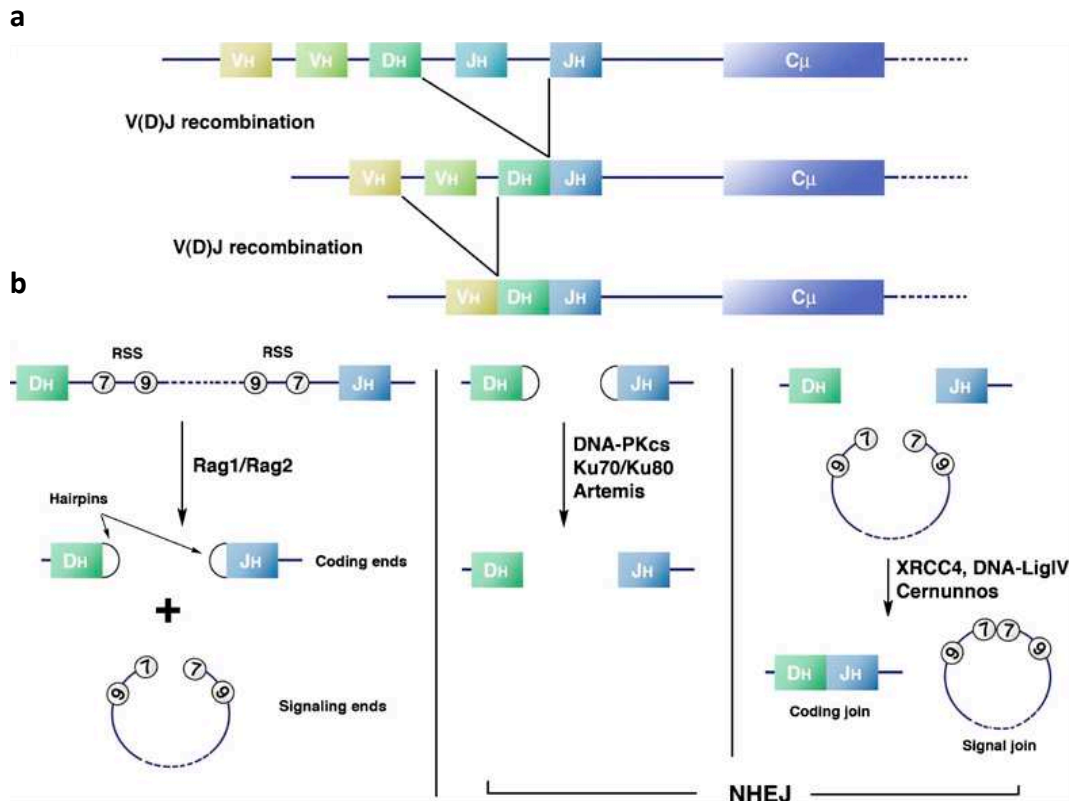 a
VH VH DH JH JH Cμ
V(D)J recombination
VH VH DH JH Cμ
V(D)J recombination
VH DH JH Cμ
b
RSS RSS
DH 7 9 9 7 JH
Rag1/Rag2
Hairpins
DH JH Coding ends
+
7 7
9 9
Signaling ends
DH JH
DNA-PKcs
Ku70/Ku80
Artemis
DH JH
DH JH
7 7
9 9
XRCC4, DNA-LigIV
Cernunnos
7 7
9 9
DH JH
Coding join
Signal join
NHEJ